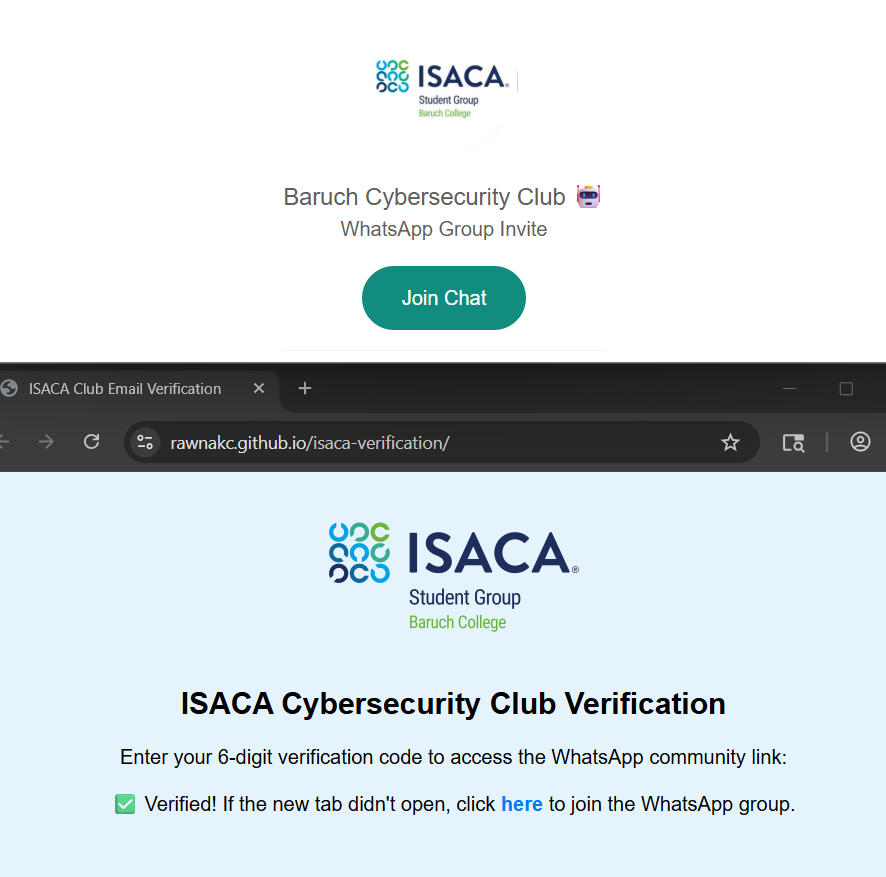 ISACA®
Student Group
Baruch College
Baruch Cybersecurity Club
WhatsApp Group Invite
Join Chat
ISACA Club Email Verification
rawnakc.github.io/isaca-verification/
ISACA®
Student Group
Baruch College
ISACA Cybersecurity Club Verification
Enter your 6-digit verification code to access the WhatsApp community link:
✅ Verified! If the new tab didn't open, click here to join the WhatsApp group.